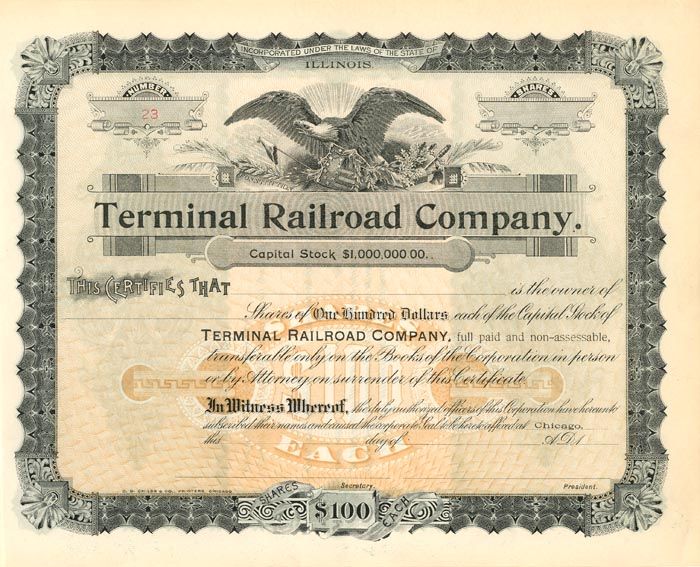 INCORPORATED UNDER THE LAWS OF THE STATE OF
ILLINOIS
NUMBER
SHARES
23
Terminal Railroad Company.
Capital Stock $1,000,000 00..
THIS CERTIFIES THAT
is the owner of
Shares of One Hundred Dollars each of the Capital Stock of
TERMINAL RAILROAD COMPANY, full paid and non-assessable,
transferable only on the Books of the Corporation in person
or by Attorney on surrender of this Certificate
In Witness Whereof, the duly authorized officers of this Corporation have hereunto
subscribed their names and caused the corporate Seal to be hereto affixed at Chicago,
this day of A.D.1
SHARES
$100
EACH
Secretary.
President.
PRINTERS, CHICAGO
SHARES
$100
EACH